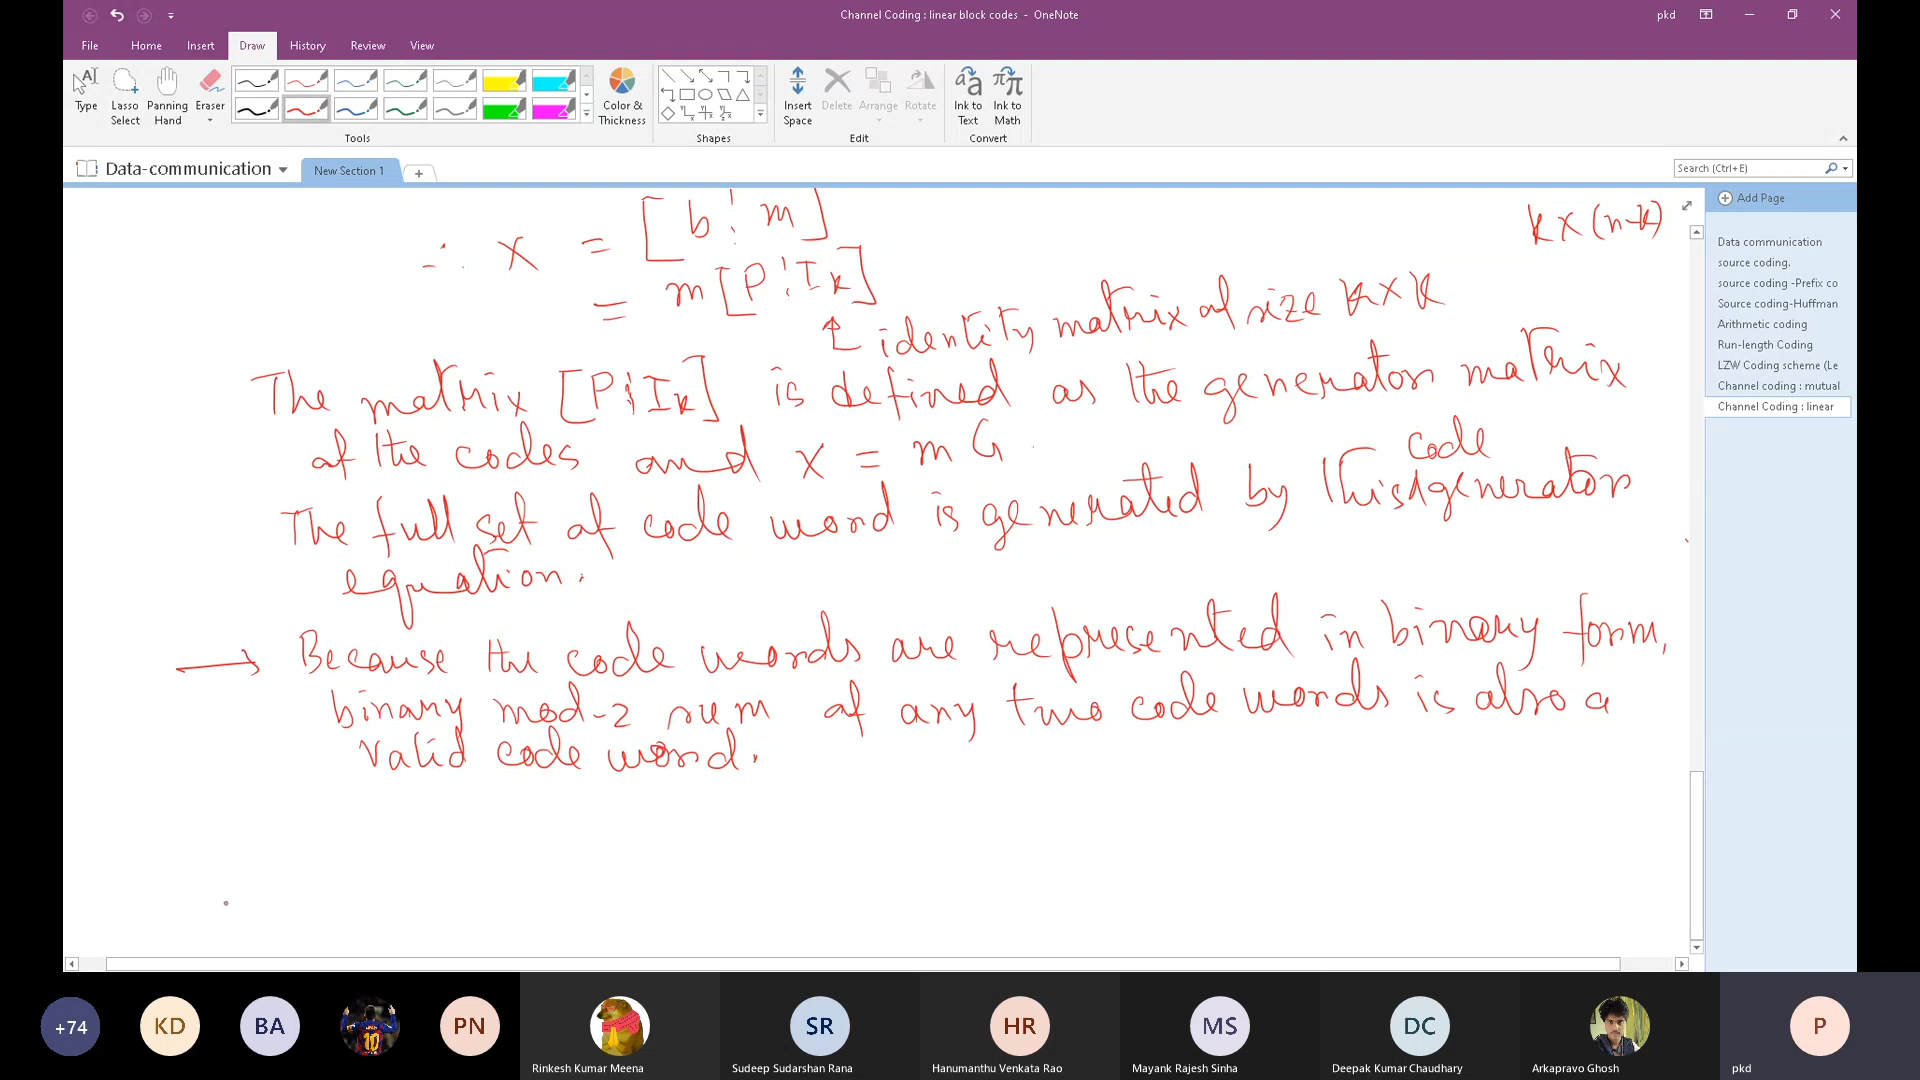 Channel Coding : linear block codes - OneNote
pkd
File Home Insert Draw History Review View
Type
Lasso Select
Panning Hand
Eraser
Color & Thickness
Insert Space
Delete
Arrange
Rotate
Ink to Text
Ink to Math
Tools
Shapes
Edit
Convert
Data-communication
New Section 1
Search (Ctrl+E)
∴ x = [b ¦ m]
k x (n-k)
= m[P ¦ Ik]
identity matrix of size k x k
The matrix [P ¦ Ik] is defined as the generator matrix
of the codes and x = m G
code
The full set of code word is generated by this generator
equation.
→ Because the code words are represented in binary form,
binary mod-2 sum of any two code words is also a
valid code word.
Add Page
Data communication
source coding.
source coding -Prefix co
Source coding-Huffman
Arithmetic coding
Run-length Coding
LZW Coding scheme (Le
Channel coding : mutual
Channel Coding : linear
+74
KD
BA
10
PN
SR
HR
MS
DC
P
Rinkesh Kumar Meena
Sudeep Sudarshan Rana
Hanumanthu Venkata Rao
Mayank Rajesh Sinha
Deepak Kumar Chaudhary
Arkapravo Ghosh
pkd